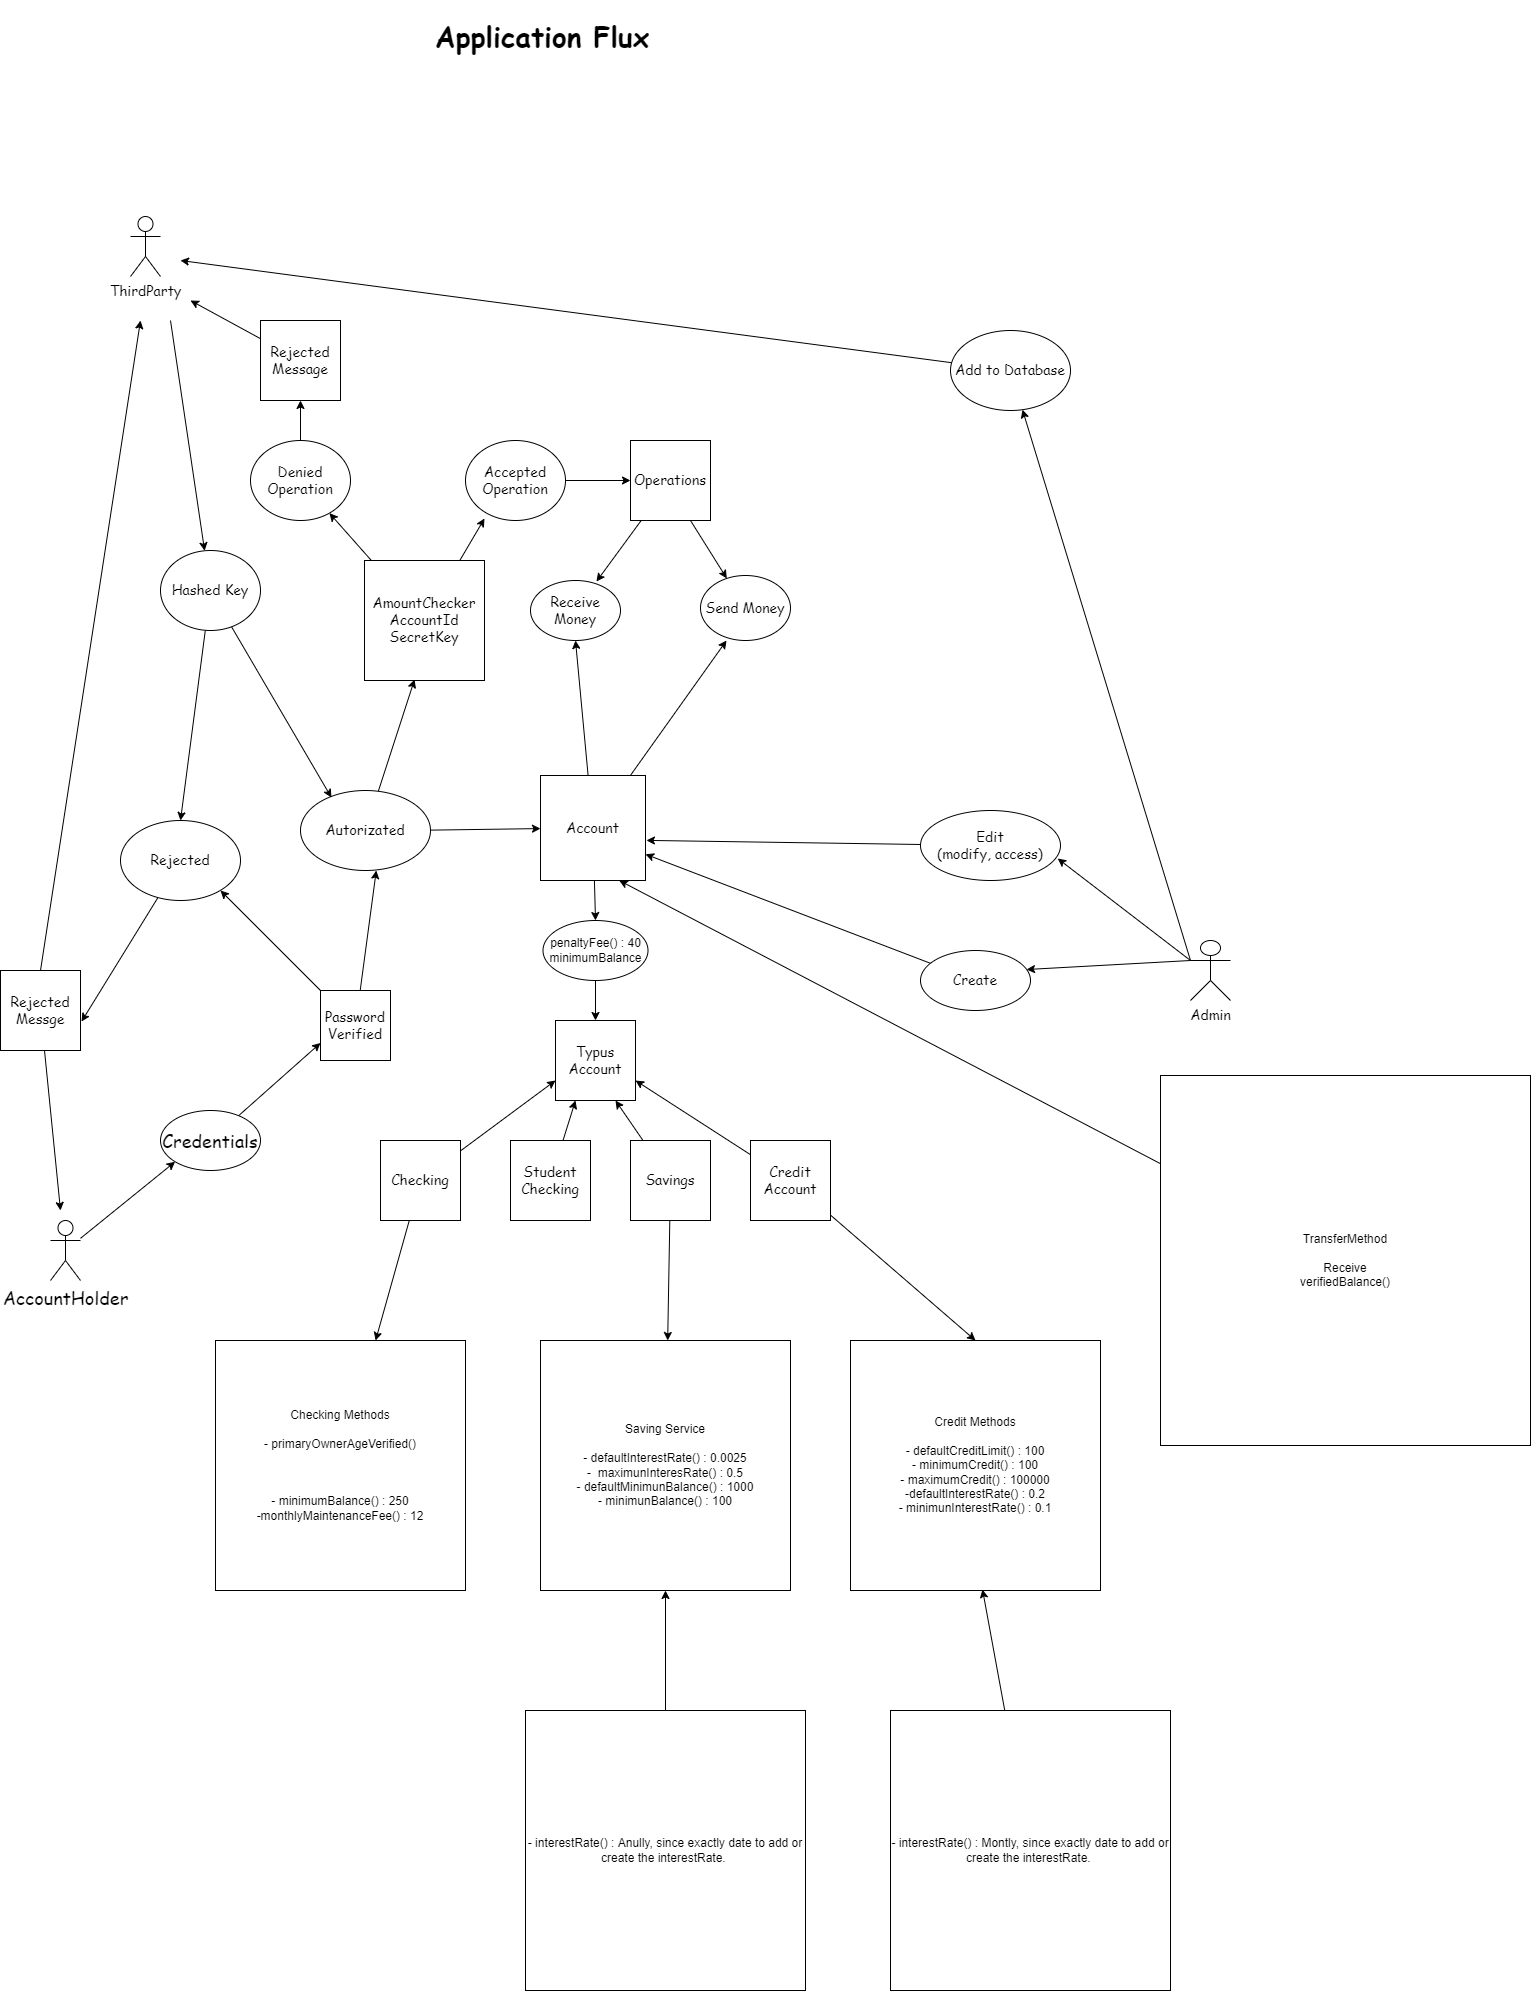 Application Flux
ThirdParty
Rejected
Message
Add to Database
Denied
Operation
Accepted
Operation
Operations
Hashed Key
AmountChecker
AccountId
SecretKey
Receive
Money
Send Money
Rejected
Autorizated
Account
Edit
(modify, access)
penaltyFee() : 40
minimumBalance
Create
Rejected
Messge
Password
Verified
Admin
Typus
Account
Credentials
Checking
Student
Checking
Savings
Credit
Account
AccountHolder
TransferMethod
Receive
verifiedBalance()
Checking Methods
- primaryOwnerAgeVerified()
- minimumBalance() : 250
-monthlyMaintenanceFee() : 12
Saving Service
- defaultInterestRate() : 0.0025
-  maximunInteresRate() : 0.5
- defaultMinimunBalance() : 1000
- minimunBalance() : 100
Credit Methods
- defaultCreditLimit() : 100
- minimumCredit() : 100
- maximumCredit() : 100000
-defaultInterestRate() : 0.2
- minimunInterestRate() : 0.1
- interestRate() : Anully, since exactly date to add or
create the interestRate.
- interestRate() : Montly, since exactly date to add or
create the interestRate.